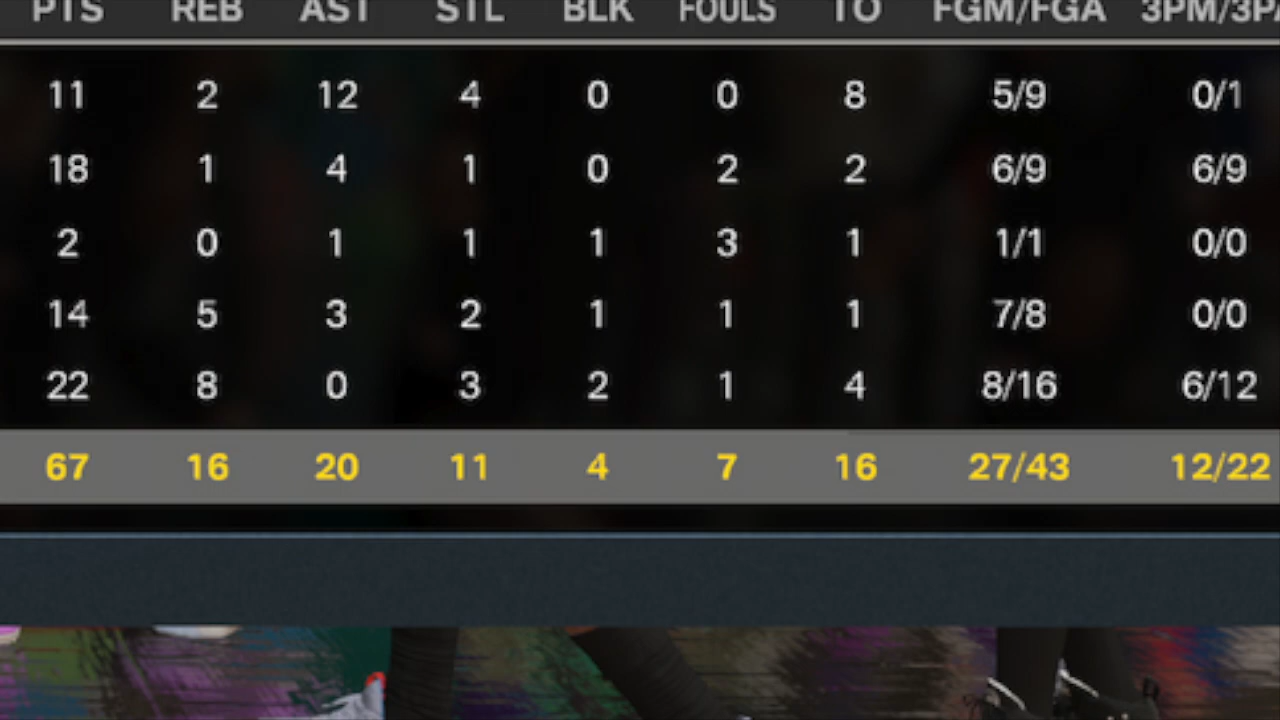 PTS REB AST STL BLK FOULS TO FGM/FGA 3PM/3PA
11 2 12 4 0 0 8 5/9 0/1
18 1 4 1 0 2 2 6/9 6/9
2 0 1 1 1 3 1 1/1 0/0
14 5 3 2 1 1 1 7/8 0/0
22 8 0 3 2 1 4 8/16 6/12
67 16 20 11 4 7 16 27/43 12/22